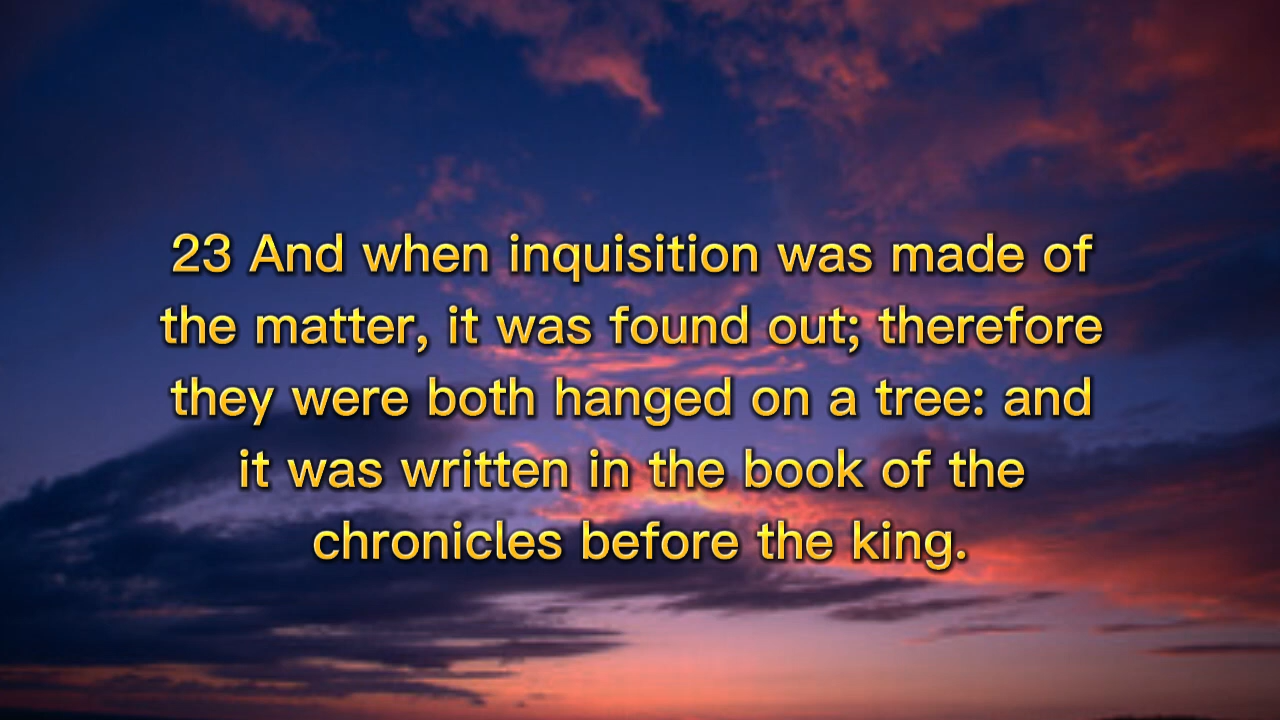 23 And when inquisition was made of
the matter, it was found out; therefore
they were both hanged on a tree: and
it was written in the book of the
chronicles before the king.